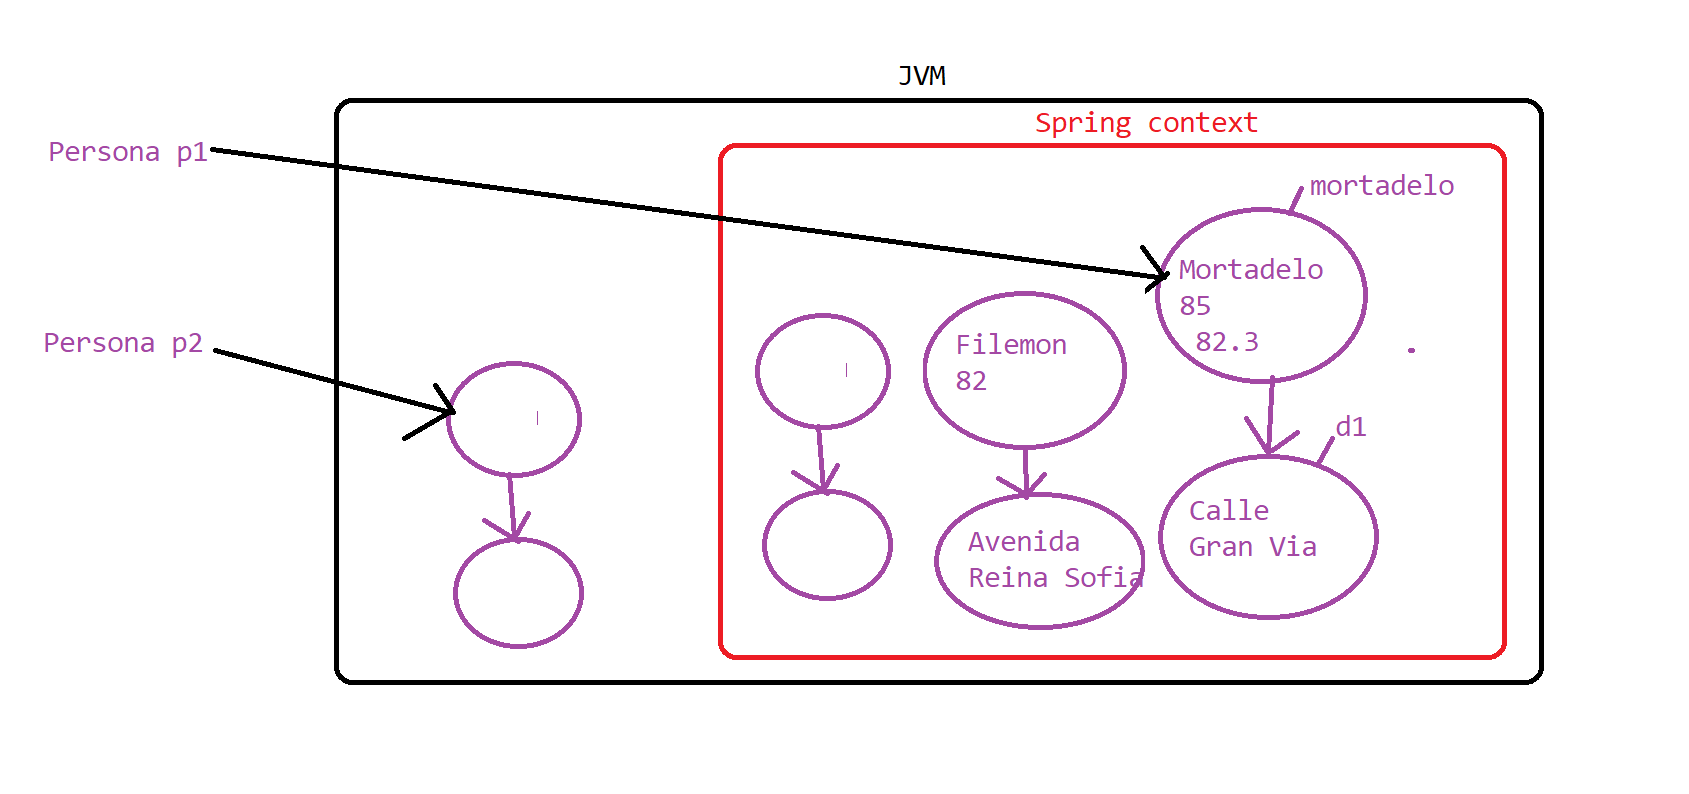 JVM
Spring context
Persona p1
mortadelo
Mortadelo
85
82.3
Persona p2
Filemon
82
d1
Calle
Gran Via
Avenida
Reina Sofia